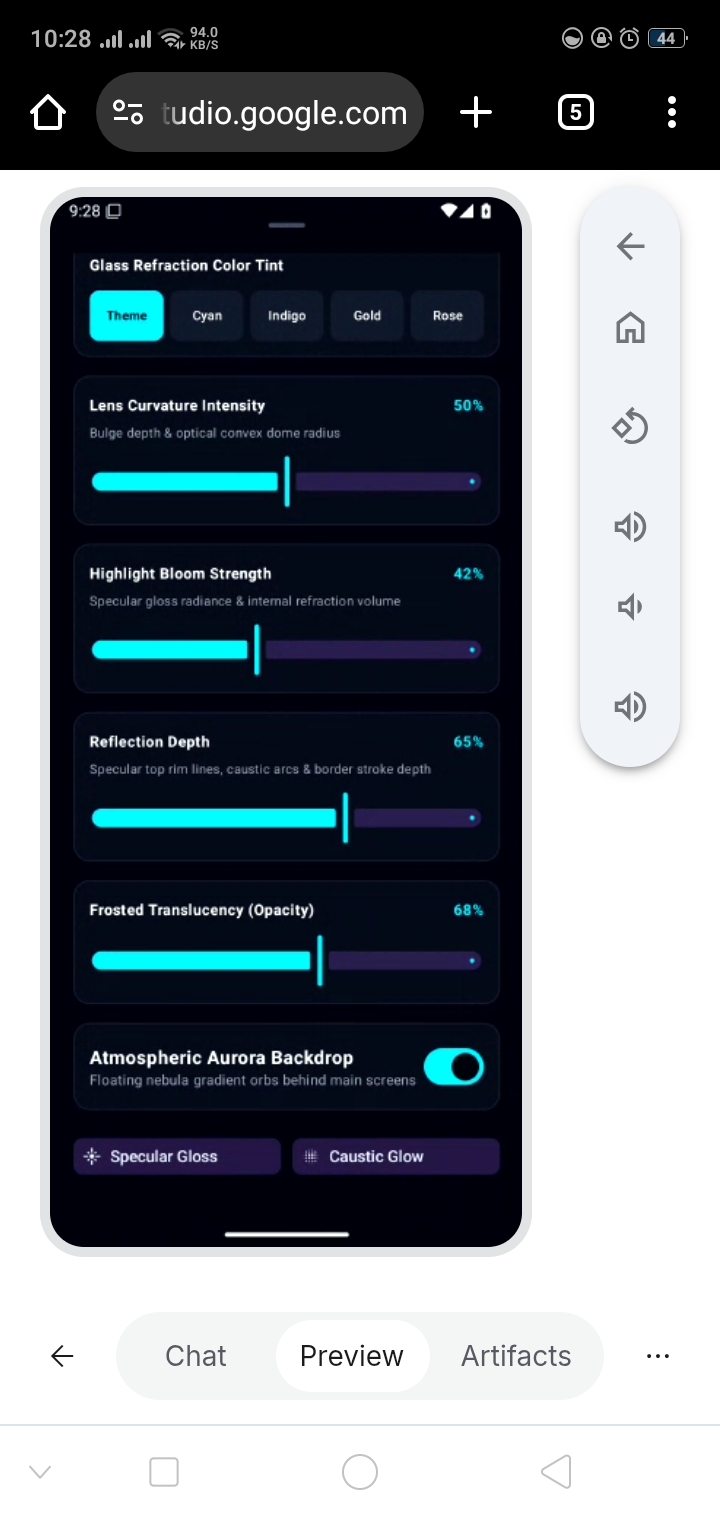 10:28
94.0
KB/S
44
tudio.google.com
5
9:28
Glass Refraction Color Tint
Theme
Cyan
Indigo
Gold
Rose
Lens Curvature Intensity
50%
Bulge depth & optical convex dome radius
Highlight Bloom Strength
42%
Specular gloss radiance & internal refraction volume
Reflection Depth
65%
Specular top rim lines, caustic arcs & border stroke depth
Frosted Translucency (Opacity)
68%
Atmospheric Aurora Backdrop
Floating nebula gradient orbs behind main screens
Specular Gloss
Caustic Glow
Chat
Preview
Artifacts